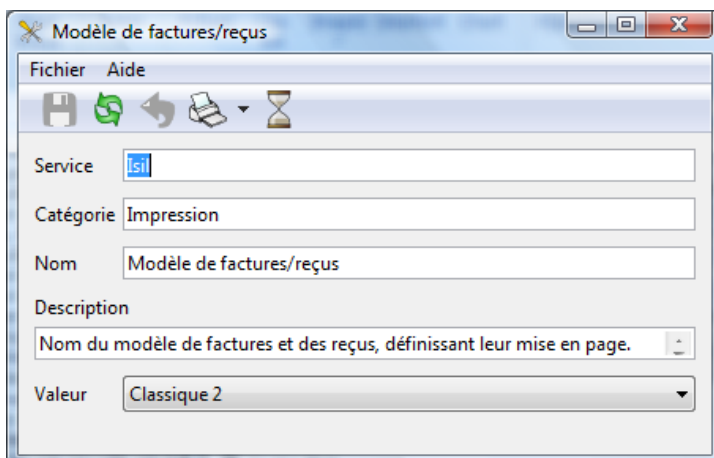 Modèle de factures/reçus
Fichier Aide
Service Isil
Catégorie Impression
Nom Modèle de factures/reçus
Description
Nom du modèle de factures et des reçus, définissant leur mise en page.
Valeur Classique 2